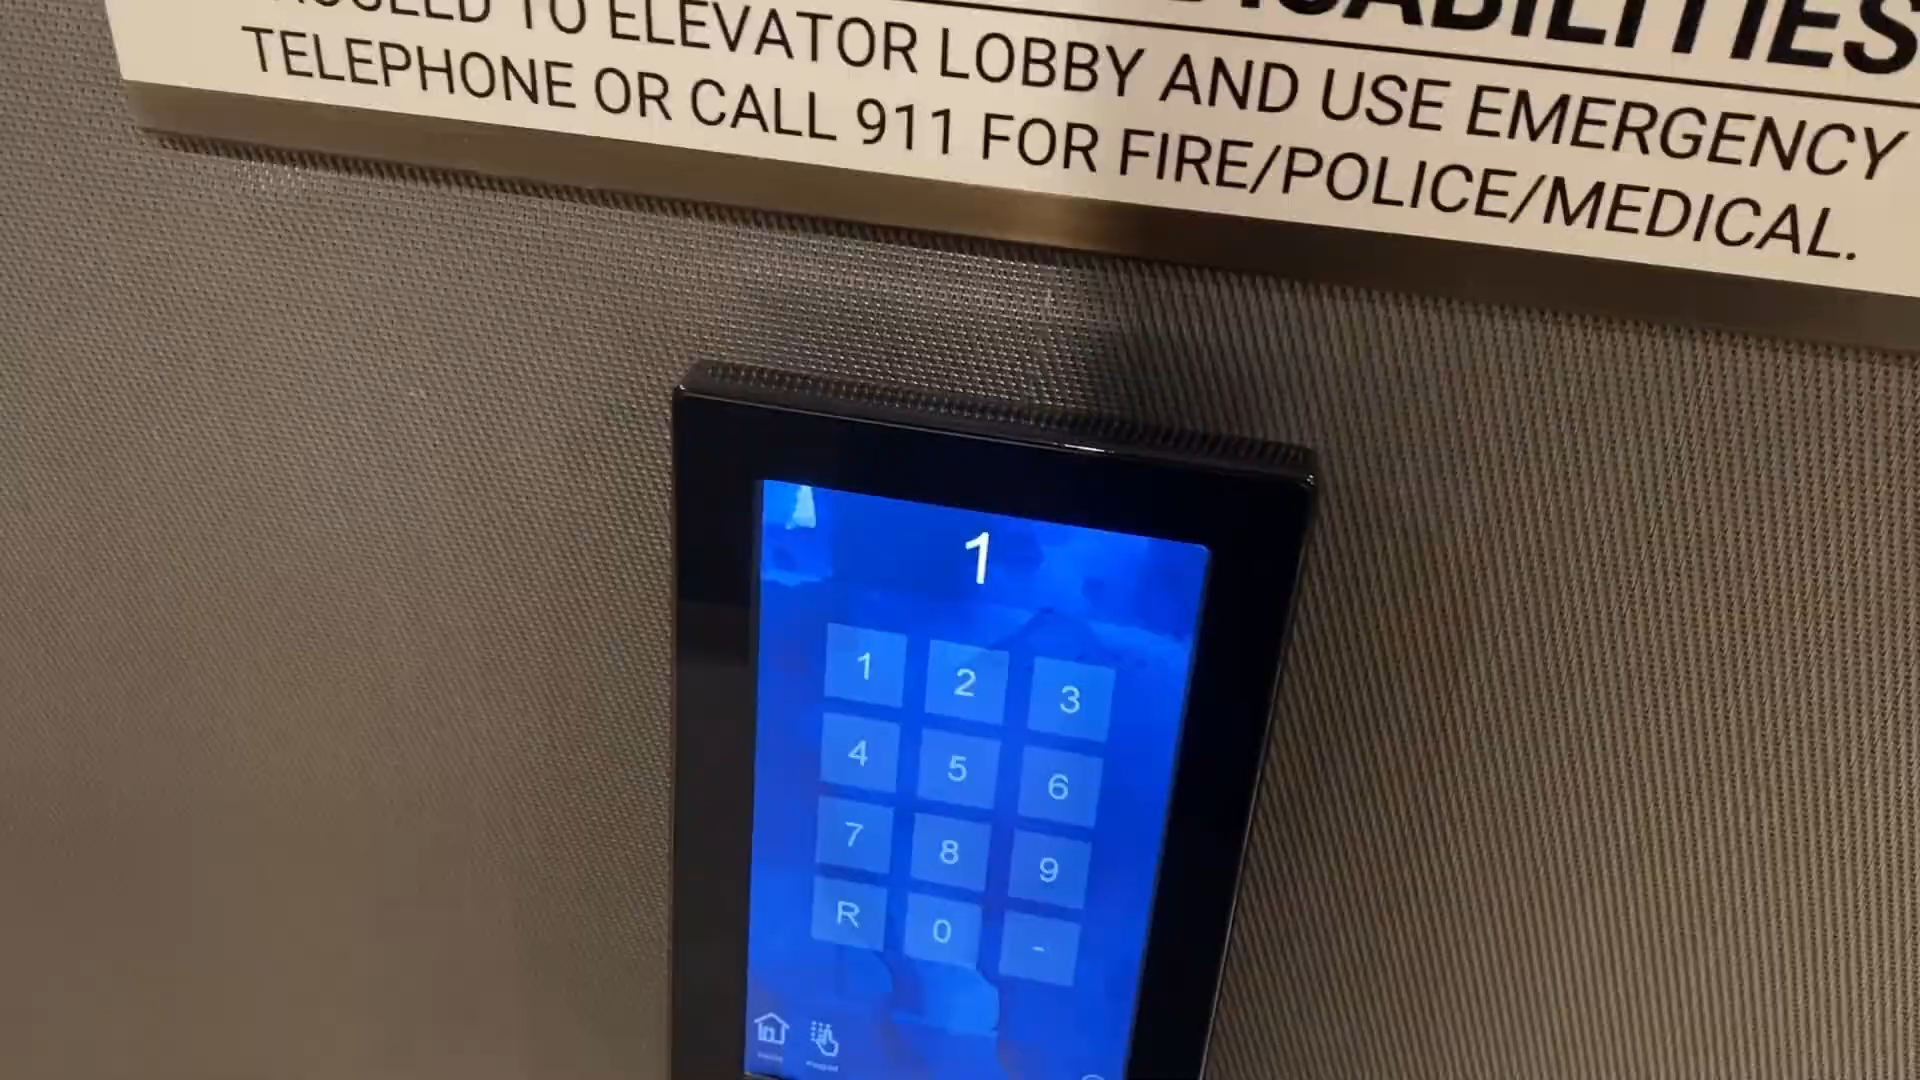 DISABILITIES
TO ELEVATOR LOBBY AND USE EMERGENCY
TELEPHONE OR CALL 911 FOR FIRE/POLICE/MEDICAL.
1
1 2 3
4 5 6
7 8 9
R 0 -